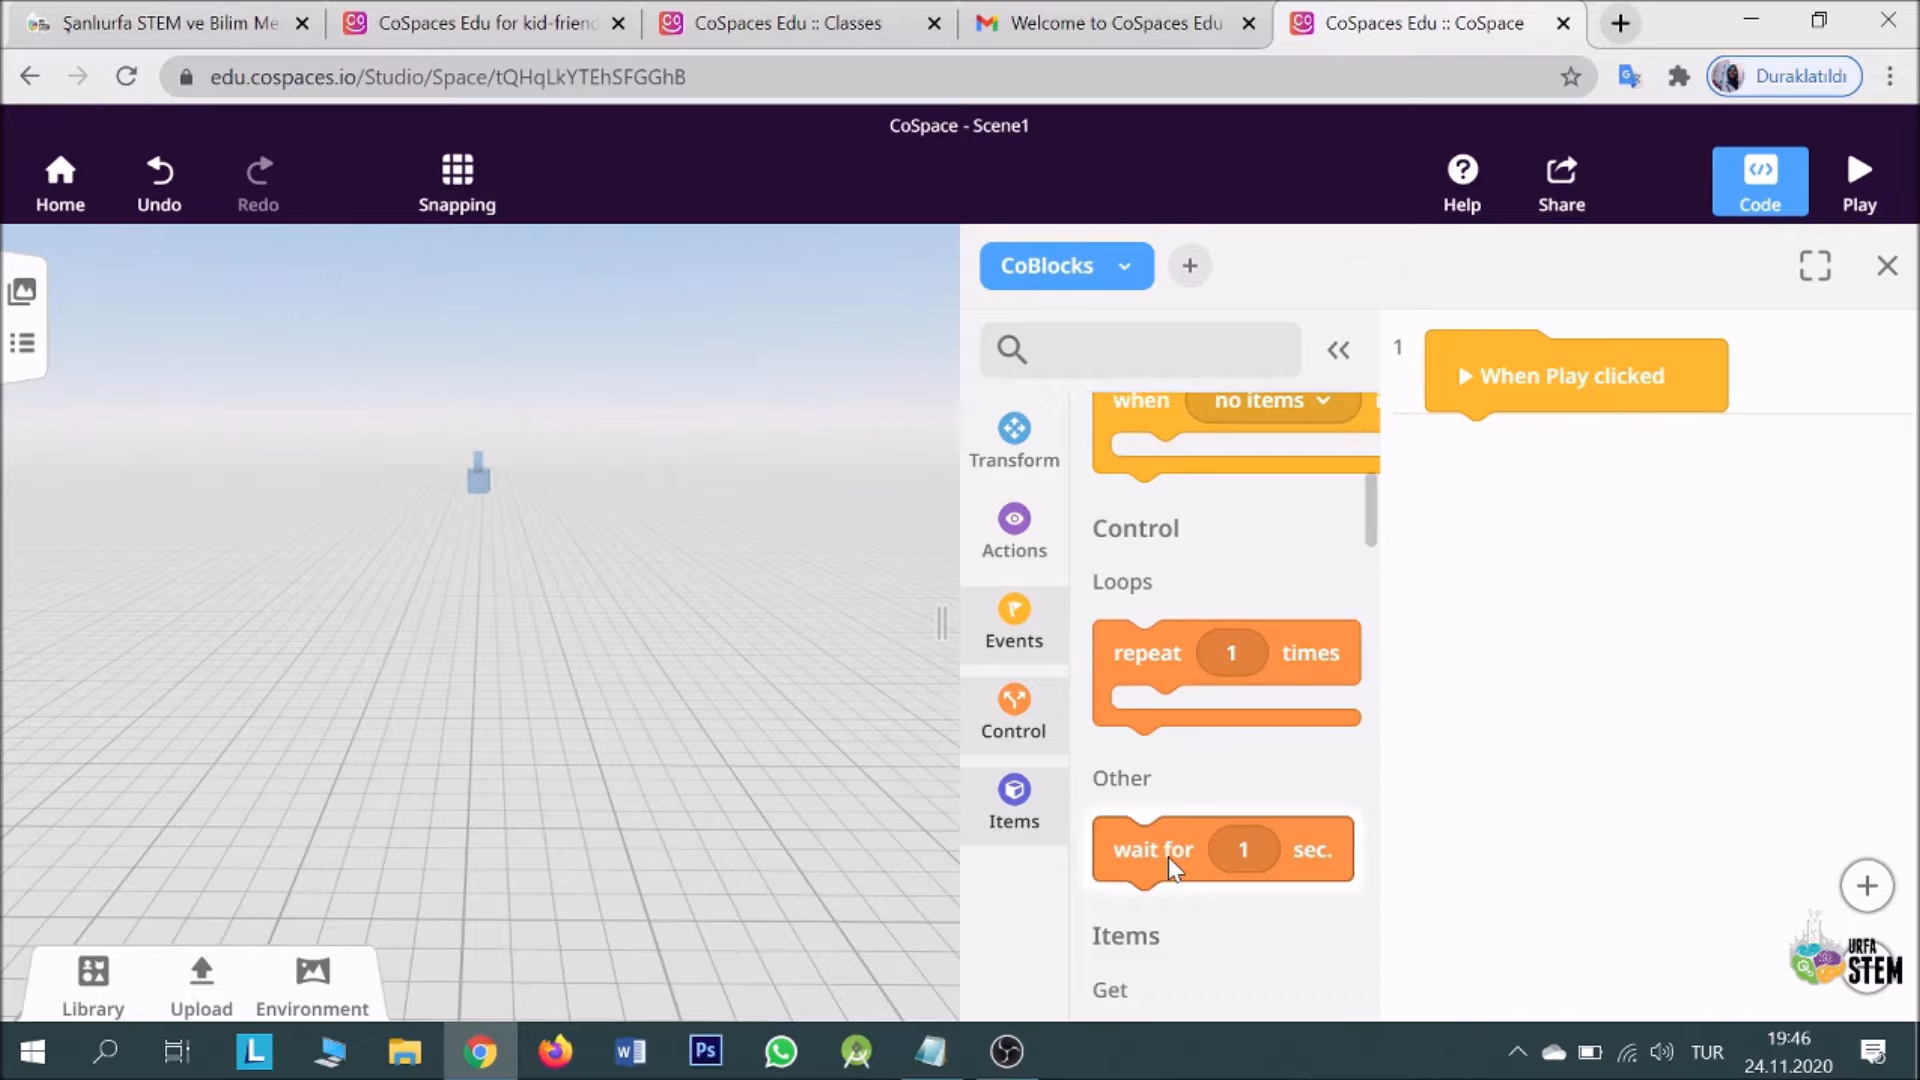 Şanlıurfa STEM ve Bilim Me
CoSpaces Edu for kid-frien
CoSpaces Edu :: Classes
Welcome to CoSpaces Edu
CoSpaces Edu :: CoSpace
edu.cospaces.io/Studio/Space/tQHqLkYTEhSFGGhB
Duraklatıldı
CoSpace - Scene1
Home
Undo
Redo
Snapping
Help
Share
Code
Play
CoBlocks
1
When Play clicked
when no items
Transform
Actions
Events
Control
Items
Control
Loops
repeat 1 times
Other
wait for 1 sec.
Items
Get
Library
Upload
Environment
URFA
STEM
TUR
19:46
24.11.2020